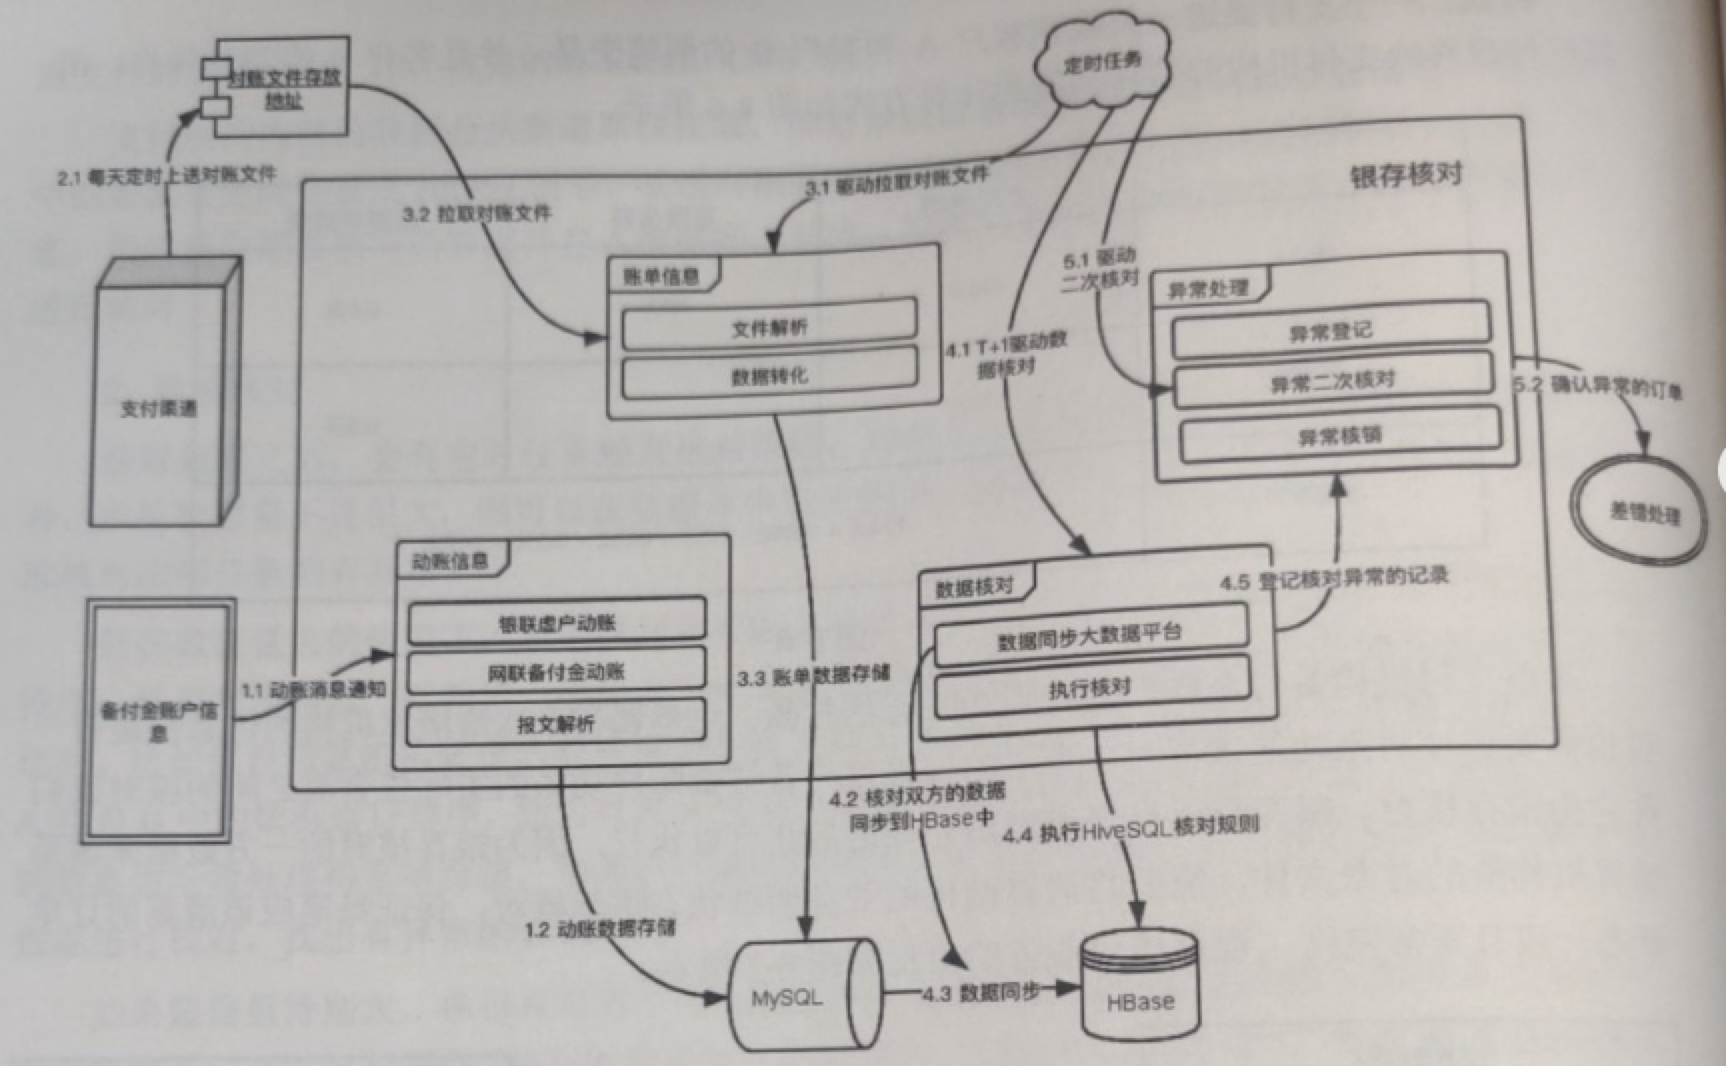 对账文件存放
地址
定时任务
2.1 每天定时上送对账文件
3.2 拉取对账文件
3.1 驱动拉取对账文件
银存核对
账单信息
文件解析
数据转化
5.1 驱动
二次核对
异常处理
异常登记
异常二次核对
异常核销
4.1 T+1驱动数
据核对
5.2 确认异常的订单
支付渠道
差错处理
动账信息
银联虚户动账
网联备付金动账
报文解析
数据核对
数据同步大数据平台
执行核对
4.5 登记核对异常的记录
备付金账户信
息
1.1 动账消息通知
3.3 账单数据存储
4.2 核对双方的数据
同步到HBase中
4.4 执行HiveSQL核对规则
1.2 动账数据存储
MySQL
4.3 数据同步
HBase